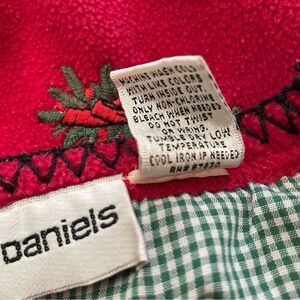 MACHINE WASH COLD
WITH LIKE COLORS
TURN INSIDE OUT.
ONLY NON-CHLORINE
BLEACH WHEN NEEDED
DO NOT TWIST
OR WRING.
TUMBLE DRY LOW
TEMPERATURE
COOL IRON IF NEEDED
Daniels